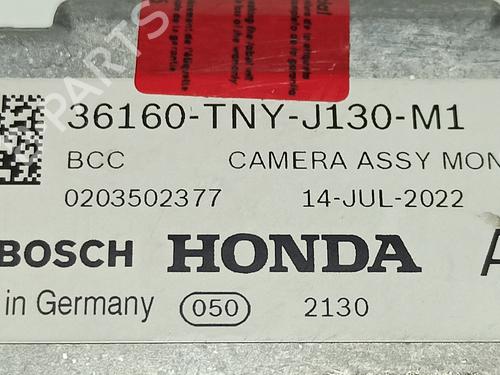 36160-TNY-J130-M1
BCC CAMERA ASSY MON
0203502377 14-JUL-2022
BOSCH HONDA A
in Germany 050 2130